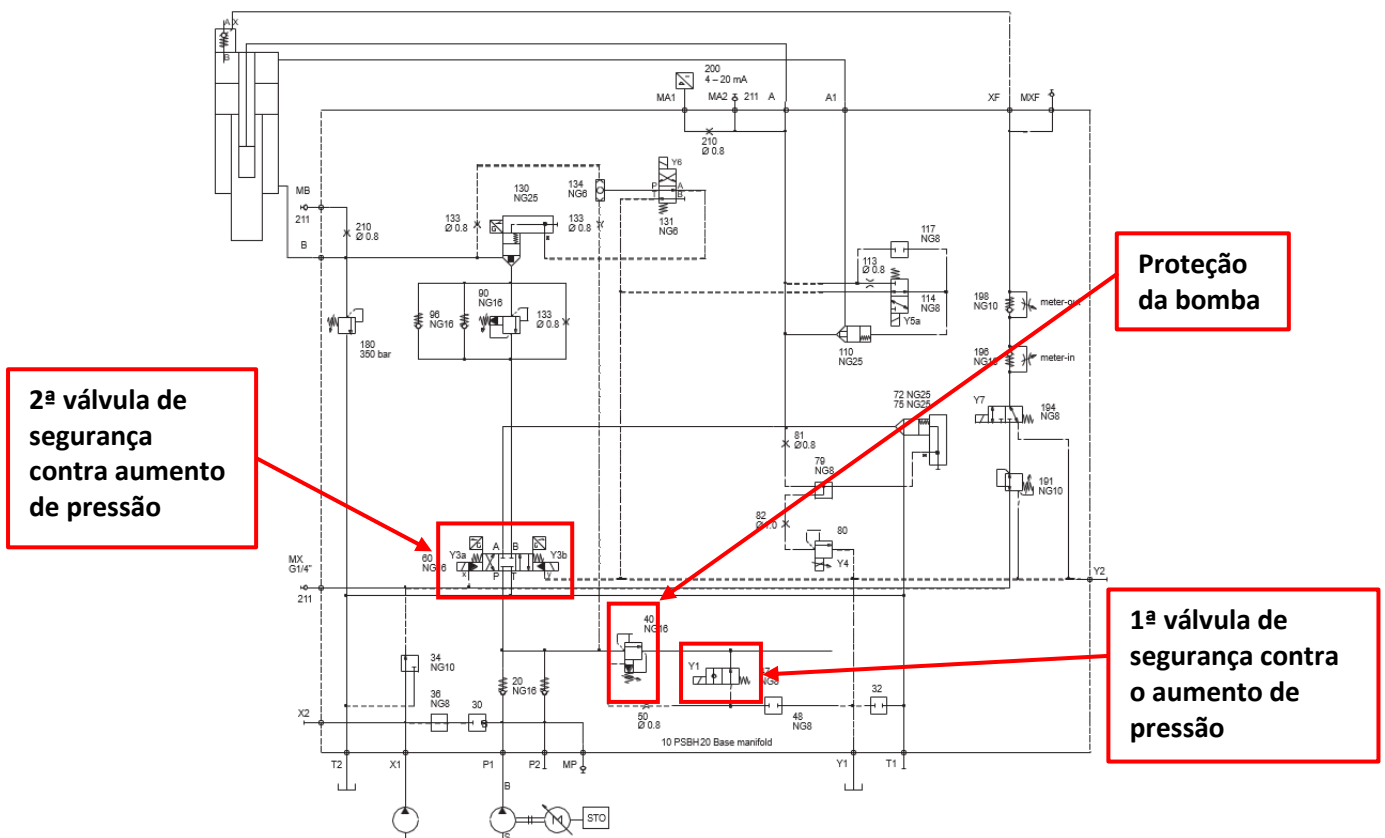 A X
B
200
4 – 20 mA
MA1
MA2
211
A
A1
XF
MXF
210
Ø 0.8
Y6
134
NG6
P
A
T
B
131
NG6
130
NG25
G
133
Ø 0.8
133
Ø 0.8
MB
211
210
Ø 0.8
B
117
NG8
113
Ø 0.8
114
NG8
Y5a
110
NG25
198
NG10
meter-out
196
NG10
meter-in
Proteção
da bomba
90
NG16
96
NG16
133
Ø 0.8
180
350 bar
72 NG25
75 NG25
Y7
194
NG8
191
NG10
81
Ø 0.8
79
NG8
82
80
Y4
2ª válvula de
segurança
contra aumento
de pressão
60
NG16
Y3a
A
B
Y3b
x
P
T
y
MX
G1/4"
211
Y2
40
NG16
Y1
NG8
1ª válvula de
segurança contra
o aumento de
pressão
34
NG10
36
NG8
30
20
NG16
50
Ø 0.8
48
NG8
32
X2
10 PSBH20 Base manifold
T2
X1
P1
P2
MP
Y1
T1
B
M
STO
S